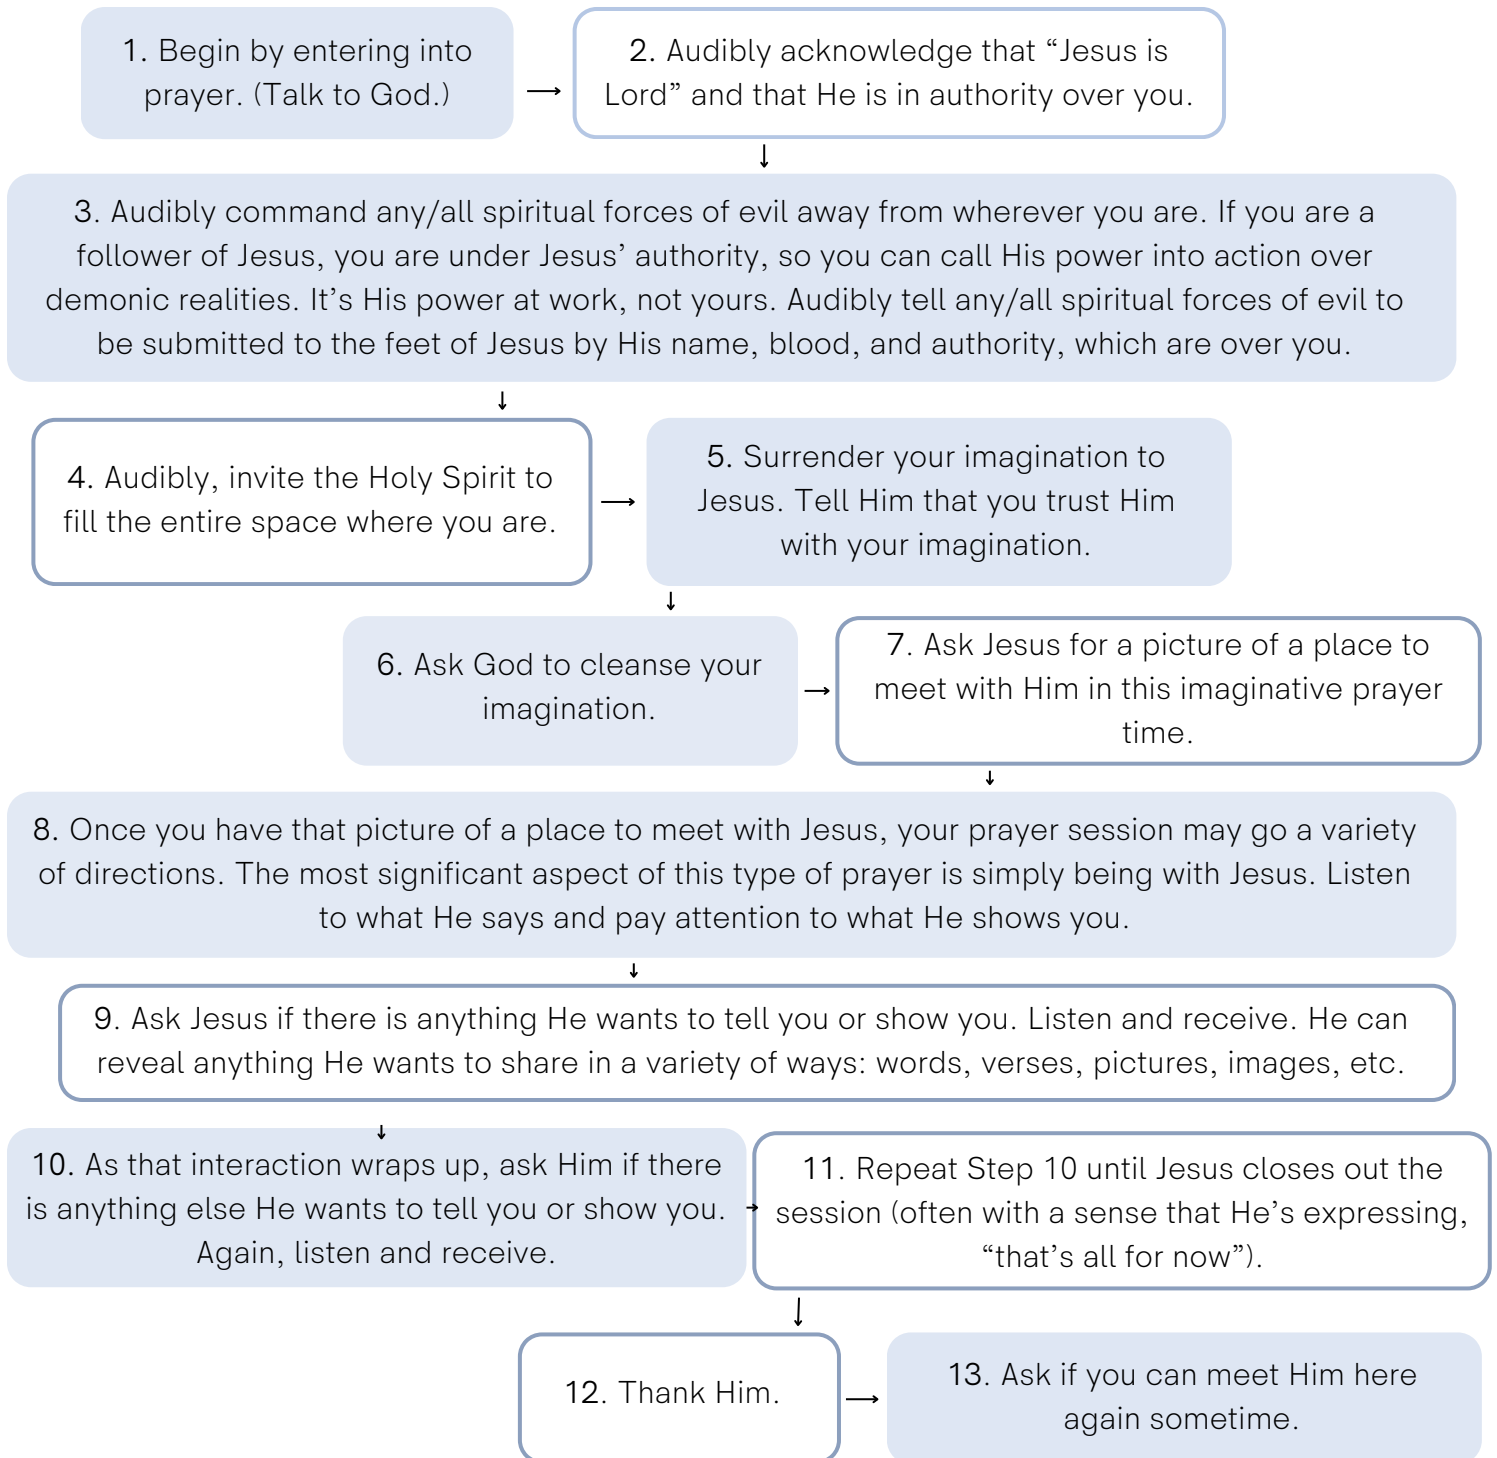 1. Begin by entering into
prayer. (Talk to God.)
2. Audibly acknowledge that “Jesus is
Lord” and that He is in authority over you.
3. Audibly command any/all spiritual forces of evil away from wherever you are. If you are a
follower of Jesus, you are under Jesus’ authority, so you can call His power into action over
demonic realities. It’s His power at work, not yours. Audibly tell any/all spiritual forces of evil to
be submitted to the feet of Jesus by His name, blood, and authority, which are over you.
4. Audibly, invite the Holy Spirit to
fill the entire space where you are.
5. Surrender your imagination to
Jesus. Tell Him that you trust Him
with your imagination.
6. Ask God to cleanse your
imagination.
7. Ask Jesus for a picture of a place to
meet with Him in this imaginative prayer
time.
8. Once you have that picture of a place to meet with Jesus, your prayer session may go a variety
of directions. The most significant aspect of this type of prayer is simply being with Jesus. Listen
to what He says and pay attention to what He shows you.
9. Ask Jesus if there is anything He wants to tell you or show you. Listen and receive. He can
reveal anything He wants to share in a variety of ways: words, verses, pictures, images, etc.
10. As that interaction wraps up, ask Him if there
is anything else He wants to tell you or show you.
Again, listen and receive.
11. Repeat Step 10 until Jesus closes out the
session (often with a sense that He’s expressing,
“that’s all for now”).
12. Thank Him.
13. Ask if you can meet Him here
again sometime.